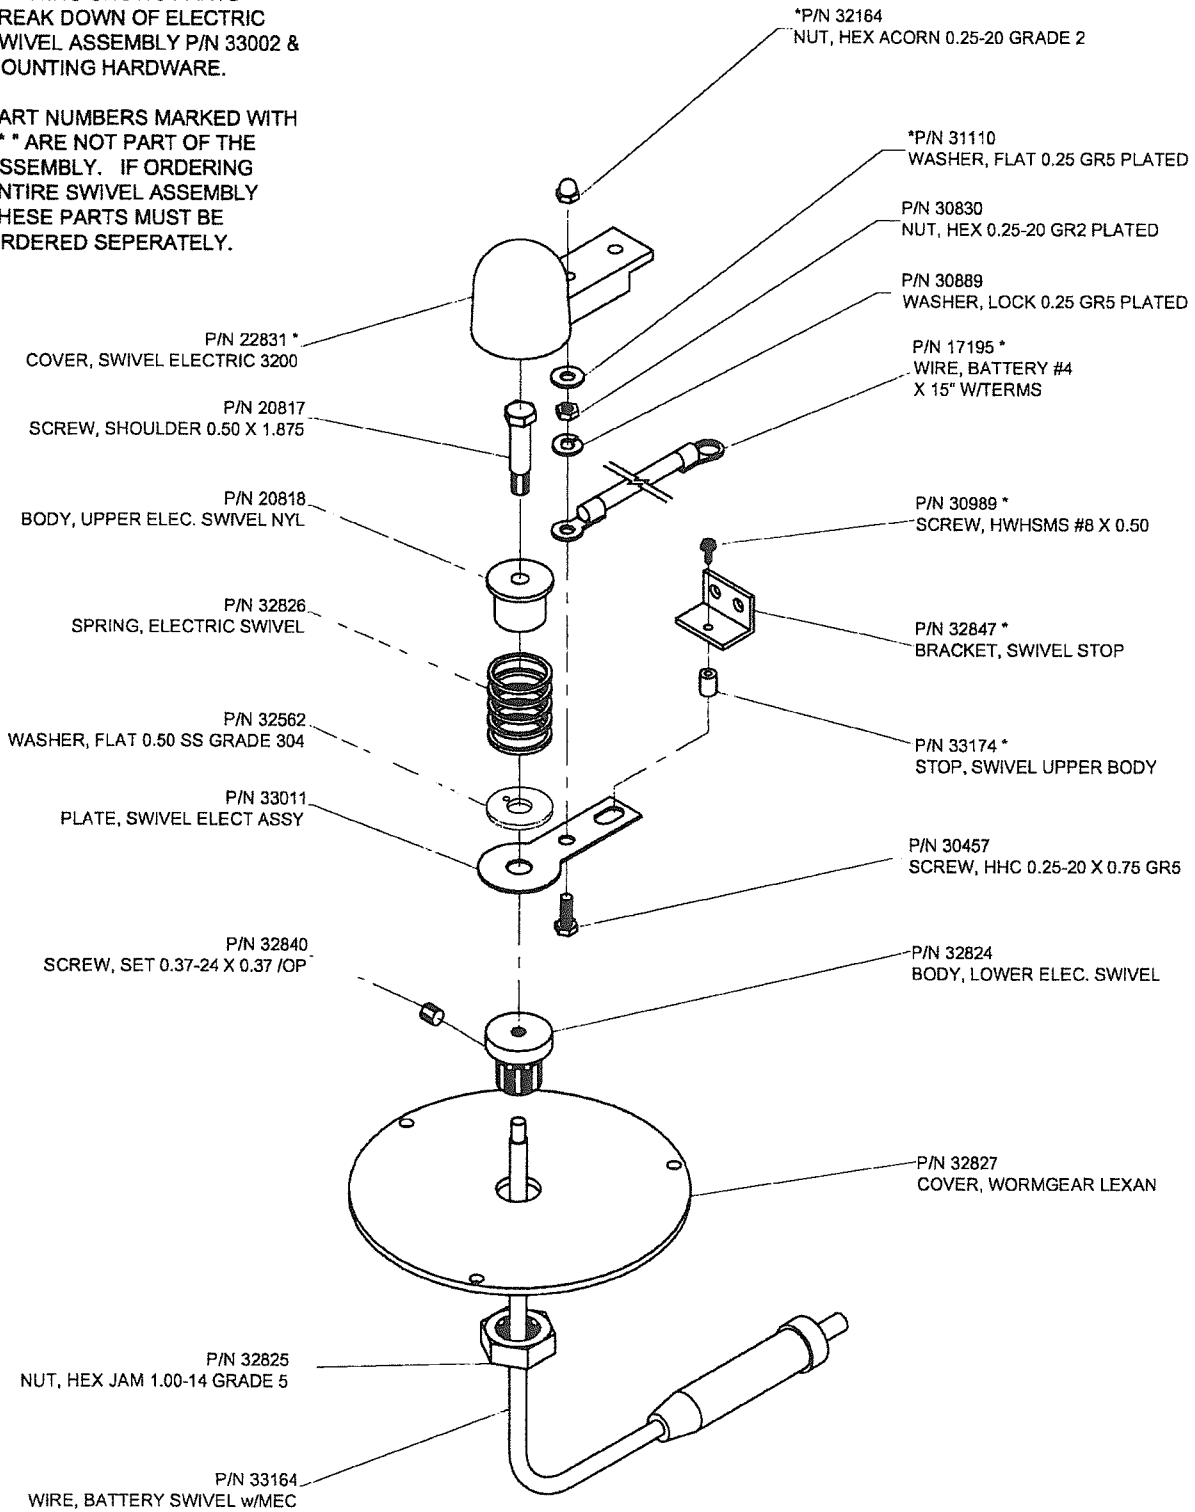 REAK DOWN OF ELECTRIC
WIVEL ASSEMBLY P/N 33002 &
OUNTING HARDWARE.
ART NUMBERS MARKED WITH
* " ARE NOT PART OF THE
SSEMBLY. IF ORDERING
NTIRE SWIVEL ASSEMBLY
HESE PARTS MUST BE
RDERED SEPERATELY.
*P/N 32164
NUT, HEX ACORN 0.25-20 GRADE 2
*P/N 31110
WASHER, FLAT 0.25 GR5 PLATED
P/N 30830
NUT, HEX 0.25-20 GR2 PLATED
P/N 30889
WASHER, LOCK 0.25 GR5 PLATED
P/N 22831 *
COVER, SWIVEL ELECTRIC 3200
P/N 17195 *
WIRE, BATTERY #4
X 15" W/TERMS
P/N 20817
SCREW, SHOULDER 0.50 X 1.875
P/N 20818
BODY, UPPER ELEC. SWIVEL NYL
P/N 30989 *
SCREW, HWHSMS #8 X 0.50
P/N 32826
SPRING, ELECTRIC SWIVEL
P/N 32847 *
BRACKET, SWIVEL STOP
P/N 32562
WASHER, FLAT 0.50 SS GRADE 304
P/N 33174 *
STOP, SWIVEL UPPER BODY
P/N 33011
PLATE, SWIVEL ELECT ASSY
P/N 30457
SCREW, HHC 0.25-20 X 0.75 GR5
P/N 32840
SCREW, SET 0.37-24 X 0.37 /OP
P/N 32824
BODY, LOWER ELEC. SWIVEL
P/N 32827
COVER, WORMGEAR LEXAN
P/N 32825
NUT, HEX JAM 1.00-14 GRADE 5
P/N 33164
WIRE, BATTERY SWIVEL w/MEC